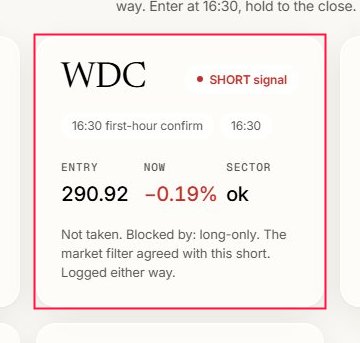 way. Enter at 16:30, hold to the close.
WDC
SHORT signal
16:30 first-hour confirm
16:30
ENTRY NOW SECTOR
290.92 −0.19% ok
Not taken. Blocked by: long-only. The
market filter agreed with this short.
Logged either way.